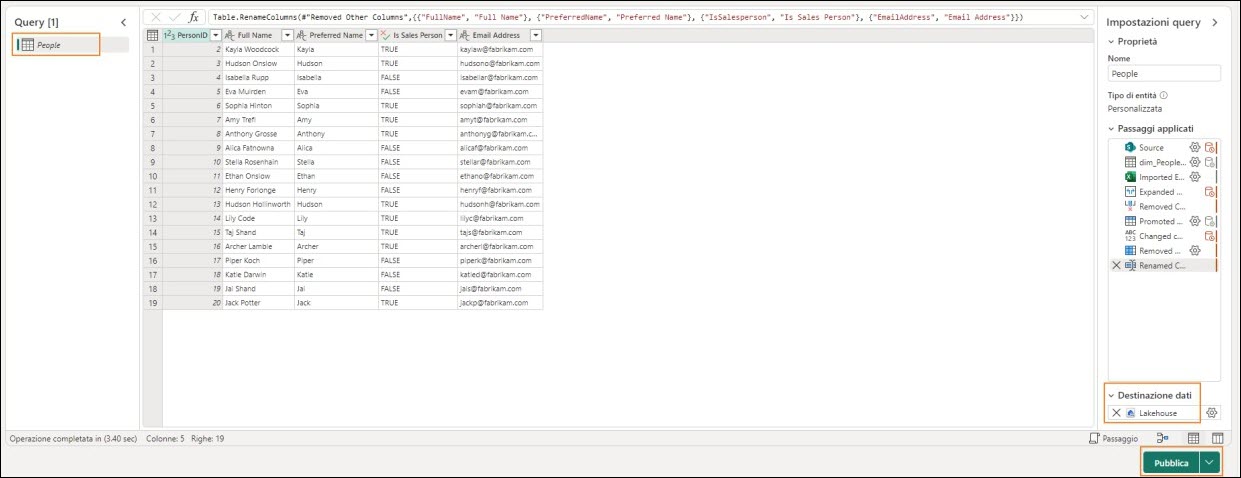 Query [1]
People
Table.RenameColumns(#"Removed Other Columns",{{"FullName", "Full Name"}, {"PreferredName", "Preferred Name"}, {"IsSalesperson", "Is Sales Person"}, {"EmailAddress", "Email Address"}})
PersonID Full Name Preferred Name Is Sales Person Email Address
1 2 Kayla Woodcock Kayla TRUE kaylaw@fabrikam.com
2 3 Hudson Onslow Hudson TRUE hudsono@fabrikam.com
3 4 Isabella Rupp Isabella FALSE isabellar@fabrikam.com
4 5 Eva Muirden Eva FALSE evam@fabrikam.com
5 6 Sophia Hinton Sophia TRUE sophiah@fabrikam.com
6 7 Amy Trefl Amy TRUE amyt@fabrikam.com
7 8 Anthony Grosse Anthony TRUE anthonyg@fabrikam.c...
8 9 Alica Fatnowna Alica FALSE alicaf@fabrikam.com
9 10 Stella Rosenhain Stella FALSE stellar@fabrikam.com
10 11 Ethan Onslow Ethan FALSE ethano@fabrikam.com
11 12 Henry Forlonge Henry FALSE henryf@fabrikam.com
12 13 Hudson Hollinworth Hudson TRUE hudsonh@fabrikam.com
13 14 Lily Code Lily TRUE lilyc@fabrikam.com
14 15 Taj Shand Taj TRUE tajs@fabrikam.com
15 16 Archer Lamble Archer TRUE archerl@fabrikam.com
16 17 Piper Koch Piper FALSE piperk@fabrikam.com
17 18 Katie Darwin Katie FALSE katied@fabrikam.com
18 19 Jai Shand Jai FALSE jais@fabrikam.com
19 20 Jack Potter Jack TRUE jackp@fabrikam.com
Impostazioni query
Proprietà
Nome
People
Tipo di entità
Personalizzata
Passaggi applicati
Source
dim_People...
Imported E...
Expanded ...
Removed C...
Promoted ...
Changed c...
Removed ...
Renamed C...
Destinazione dati
Lakehouse
Operazione completata in (3.40 sec) Colonne: 5 Righe: 19
Passaggio
Pubblica